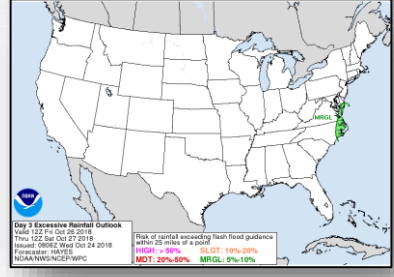 MRGL
NOAA
Day 3 Excessive Rainfall Outlook
Valid 12Z Fri Oct 26 2018
Thru 12Z Sat Oct 27 2018
Issued: 0806Z Wed Oct 24 2018
Forecaster: HAYES
NOAA/NWS/NCEP/WPC
Risk of rainfall exceeding flash flood guidance
within 25 miles of a point
HIGH: > 50% SLGT: 10%-20%
MDT: 20%-50% MRGL: 5%-10%